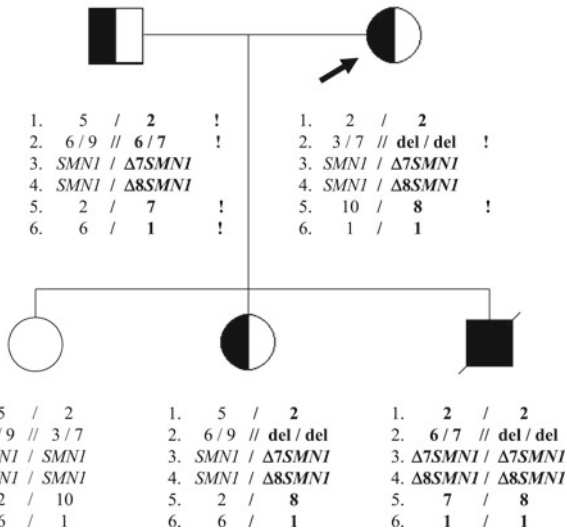 1. 5 / 2 !
2. 6/9 // 6/7 !
3. SMN1 / Δ7SMN1
4. SMN1 / Δ8SMN1
5. 2 / 7 !
6. 6 / 1 !
1. 2 / 2
2. 3/7 // del / del !
3. SMN1 / Δ7SMN1
4. SMN1 / Δ8SMN1
5. 10 / 8 !
6. 1 / 1
5 / 2
/9 // 3/7
/ SMN1
/ SMN1
2 / 10
6 / 1
1. 5 / 2
2. 6/9 // del / del
3. SMN1 / Δ7SMN1
4. SMN1 / Δ8SMN1
5. 2 / 8
6. 6 / 1
1. 2 / 2
2. 6/7 // del / del
3. Δ7SMN1 / Δ7SMN1
4. Δ8SMN1 / Δ8SMN1
5. 7 / 8
6. 1 / 1